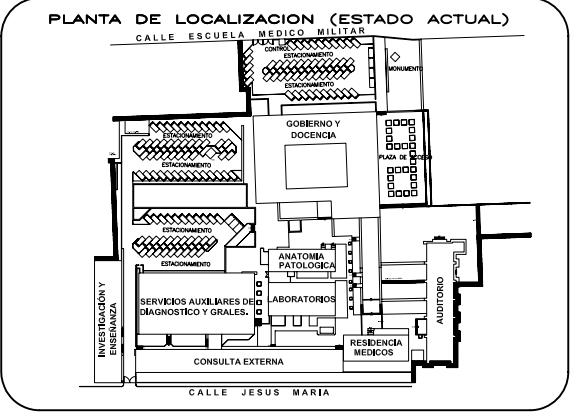 PLANTA DE LOCALIZACION (ESTADO ACTUAL)
CALLE ESCUELA MEDICO MILITAR
CONTROL
ESTACIONAMIENTO
MONUMENTO
ESTACIONAMIENTO
GOBIERNO Y
DOCENCIA
ESTACIONAMIENTO
PLAZA DE ACCESO
ESTACIONAMIENTO
ESTACIONAMIENTO
ANATOMIA
PATOLOGICA
ESTACIONAMIENTO
INVESTIGACIÓN Y
ENSEÑANZA
SERVICIOS AUXILIARES DE
DIAGNOSTICO Y GRALES.
LABORATORIOS
AUDITORIO
RESIDENCIA
MEDICOS
CONSULTA EXTERNA
CALLE JESUS MARIA